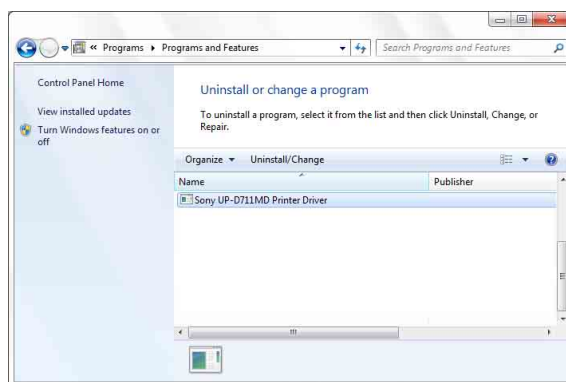 « Programs ▸ Programs and Features
Search Programs and Features
Control Panel Home
View installed updates
Turn Windows features on or
off
Uninstall or change a program
To uninstall a program, select it from the list and then click Uninstall, Change, or
Repair.
Organize Uninstall/Change
Name Publisher
Sony UP-D711MD Printer Driver